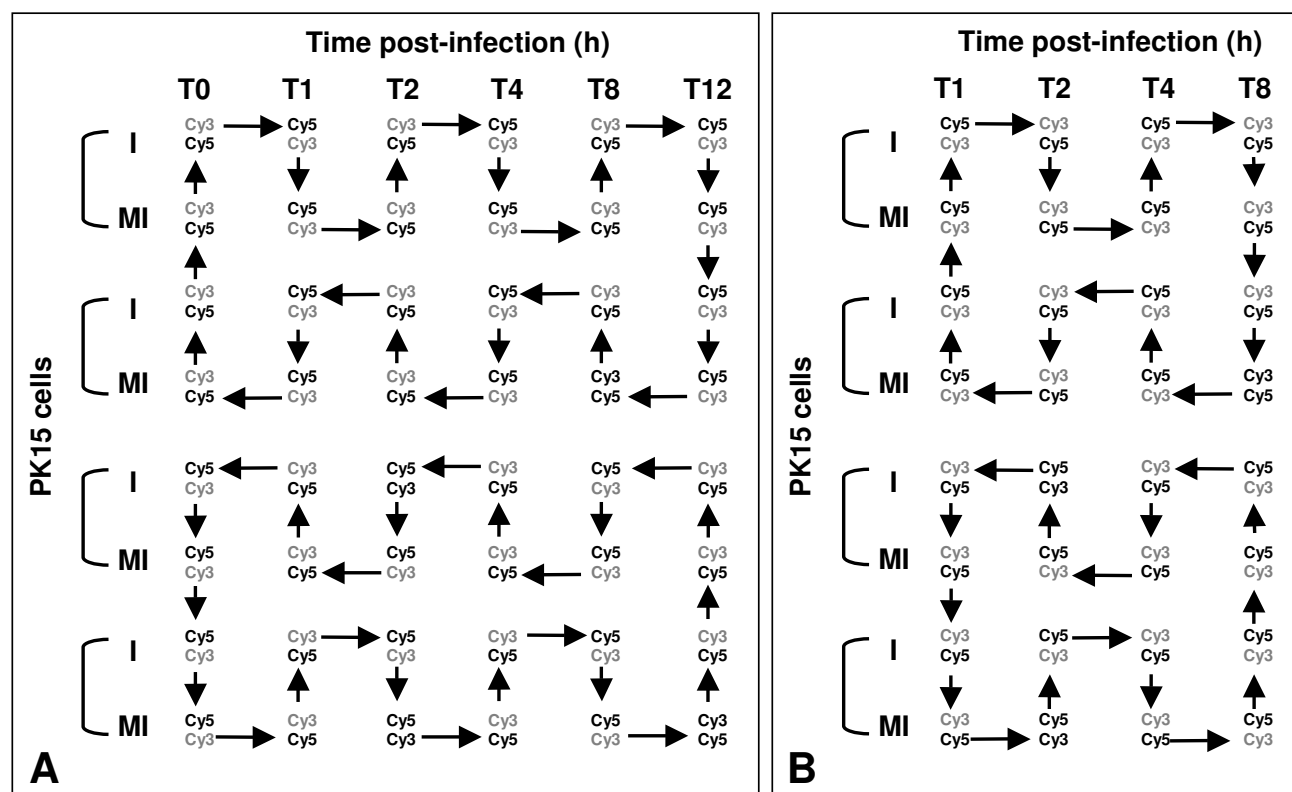 Time post-infection (h)
T0 T1 T2 T4 T8 T12
PK15 cells
I
Cy3 Cy5 Cy3 Cy5 Cy3 Cy5
Cy5 Cy3 Cy5 Cy3 Cy5 Cy3
MI
Cy3 Cy5 Cy3 Cy5 Cy3 Cy5
Cy5 Cy3 Cy5 Cy3 Cy5 Cy3
I
Cy3 Cy5 Cy3 Cy5 Cy3 Cy5
Cy5 Cy3 Cy5 Cy3 Cy5 Cy3
MI
Cy3 Cy5 Cy3 Cy5 Cy3 Cy5
Cy5 Cy3 Cy5 Cy3 Cy5 Cy3
I
Cy5 Cy3 Cy5 Cy3 Cy5 Cy3
Cy3 Cy5 Cy3 Cy5 Cy3 Cy5
MI
Cy5 Cy3 Cy5 Cy3 Cy5 Cy3
Cy3 Cy5 Cy3 Cy5 Cy3 Cy5
I
Cy5 Cy3 Cy5 Cy3 Cy5 Cy3
Cy3 Cy5 Cy3 Cy5 Cy3 Cy5
MI
Cy5 Cy3 Cy5 Cy3 Cy5 Cy3
Cy3 Cy5 Cy3 Cy5 Cy3 Cy5
A
Time post-infection (h)
T1 T2 T4 T8
PK15 cells
I
Cy5 Cy3 Cy5 Cy3
Cy3 Cy5 Cy3 Cy5
MI
Cy5 Cy3 Cy5 Cy3
Cy3 Cy5 Cy3 Cy5
I
Cy5 Cy3 Cy5 Cy3
Cy3 Cy5 Cy3 Cy5
MI
Cy5 Cy3 Cy5 Cy3
Cy3 Cy5 Cy3 Cy5
I
Cy3 Cy5 Cy3 Cy5
Cy5 Cy3 Cy5 Cy3
MI
Cy3 Cy5 Cy3 Cy5
Cy5 Cy3 Cy5 Cy3
I
Cy3 Cy5 Cy3 Cy5
Cy5 Cy3 Cy5 Cy3
MI
Cy3 Cy5 Cy3 Cy5
Cy5 Cy3 Cy5 Cy3
B